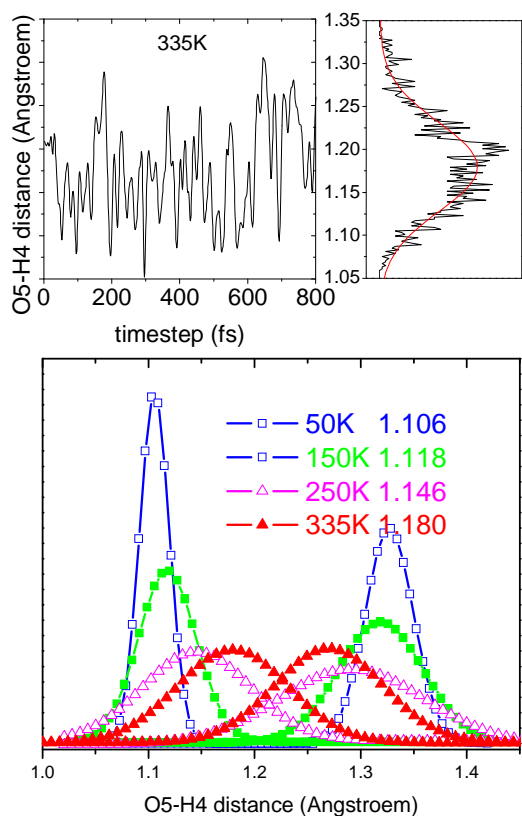 335K
O5-H4 distance (Angstroem)
0 200 400 600 800
timestep (fs)
1.35
1.30
1.25
1.20
1.15
1.10
1.05
50K 1.106
150K 1.118
250K 1.146
335K 1.180
1.0 1.1 1.2 1.3 1.4
O5-H4 distance (Angstroem)